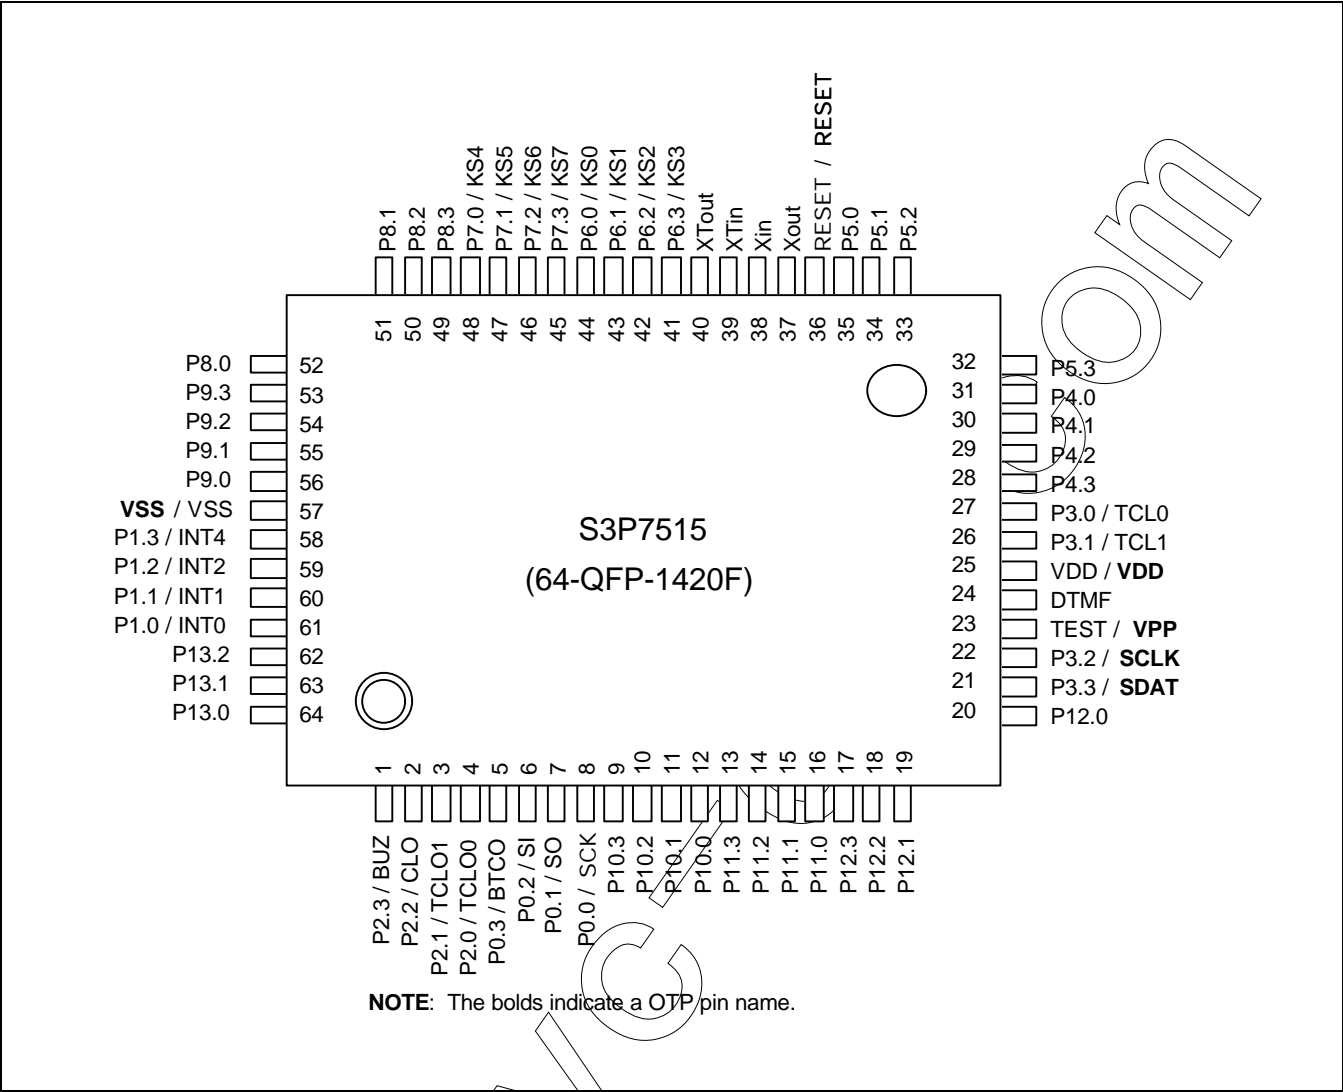 P8.1
P8.2
P8.3
P7.0 / KS4
P7.1 / KS5
P7.2 / KS6
P7.3 / KS7
P6.0 / KS0
P6.1 / KS1
P6.2 / KS2
P6.3 / KS3
XTout
XTin
Xin
Xout
RESET / RESET
P5.0
P5.1
P5.2
51
50
49
48
47
46
45
44
43
42
41
40
39
38
37
36
35
34
33
P8.0 52
P9.3 53
P9.2 54
P9.1 55
P9.0 56
VSS / VSS 57
P1.3 / INT4 58
P1.2 / INT2 59
P1.1 / INT1 60
P1.0 / INT0 61
P13.2 62
P13.1 63
P13.0 64
S3P7515
(64-QFP-1420F)
32 P5.3
31 P4.0
30 P4.1
29 P4.2
28 P4.3
27 P3.0 / TCL0
26 P3.1 / TCL1
25 VDD / VDD
24 DTMF
23 TEST / VPP
22 P3.2 / SCLK
21 P3.3 / SDAT
20 P12.0
1
2
3
4
5
6
7
8
9
10
11
12
13
14
15
16
17
18
19
P2.3 / BUZ
P2.2 / CLO
P2.1 / TCLO1
P2.0 / TCLO0
P0.3 / BTCO
P0.2 / SI
P0.1 / SO
P0.0 / SCK
P10.3
P10.2
P10.1
P10.0
P11.3
P11.2
P11.1
P11.0
P12.3
P12.2
P12.1
NOTE: The bolds indicate a OTP pin name.